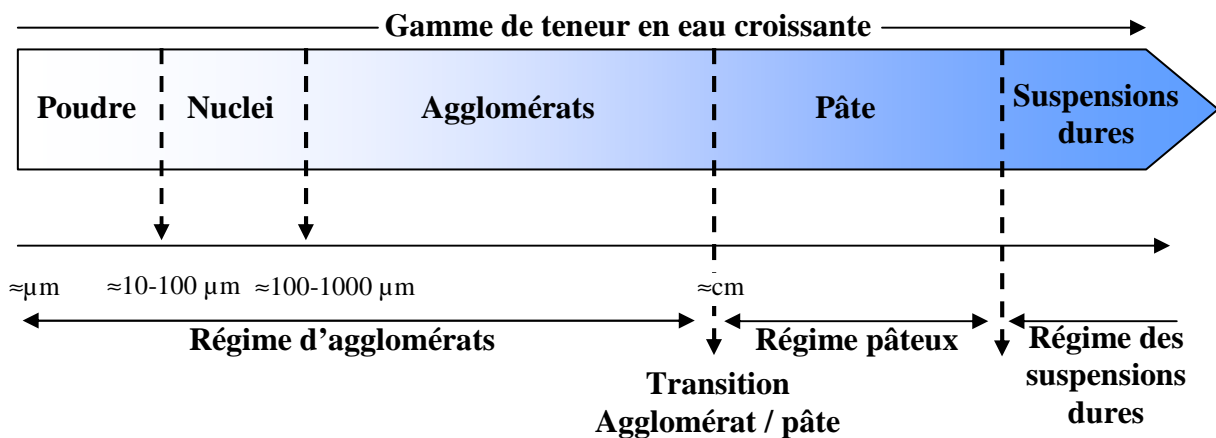 Gamme de teneur en eau croissante
Poudre
Nuclei
Agglomérats
Pâte
Suspensions
dures
≈µm
≈10-100 µm
≈100-1000 µm
≈cm
Régime d’agglomérats
Régime pâteux
Régime des
suspensions
dures
Transition
Agglomérat / pâte